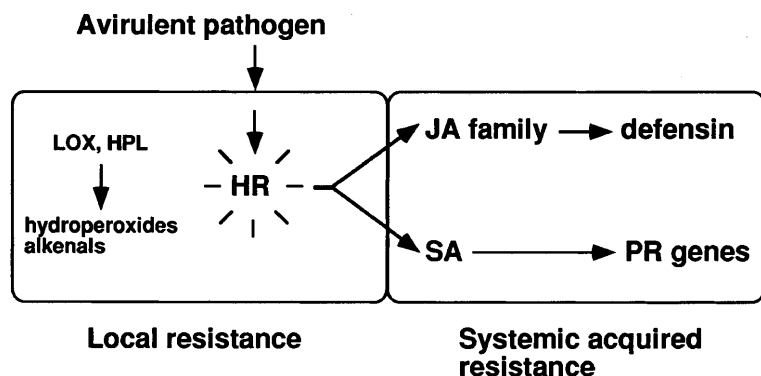 Avirulent pathogen
JA family
defensin
LOX, HPL
HR
hydroperoxides
alkenals
SA
PR genes
Local resistance
Systemic acquired
resistance